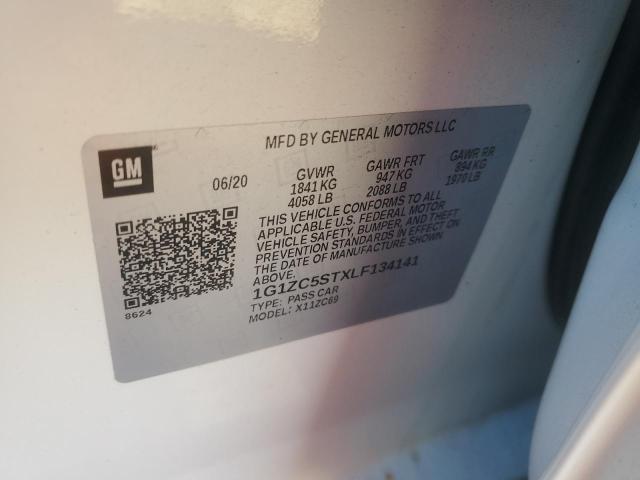 MFD BY GENERAL MOTORS LLC
GM
06/20
GVWR
1841 KG
4058 LB
GAWR FRT
947 KG
2088 LB
GAWR RR
894 KG
1970 LB
THIS VEHICLE CONFORMS TO ALL
APPLICABLE U.S. FEDERAL MOTOR
VEHICLE SAFETY, BUMPER, AND THEFT
PREVENTION STANDARDS IN EFFECT ON
THE DATE OF MANUFACTURE SHOWN
ABOVE.
1G1ZC5STXLF134141
TYPE: PASS CAR
MODEL: X11ZC69
8624